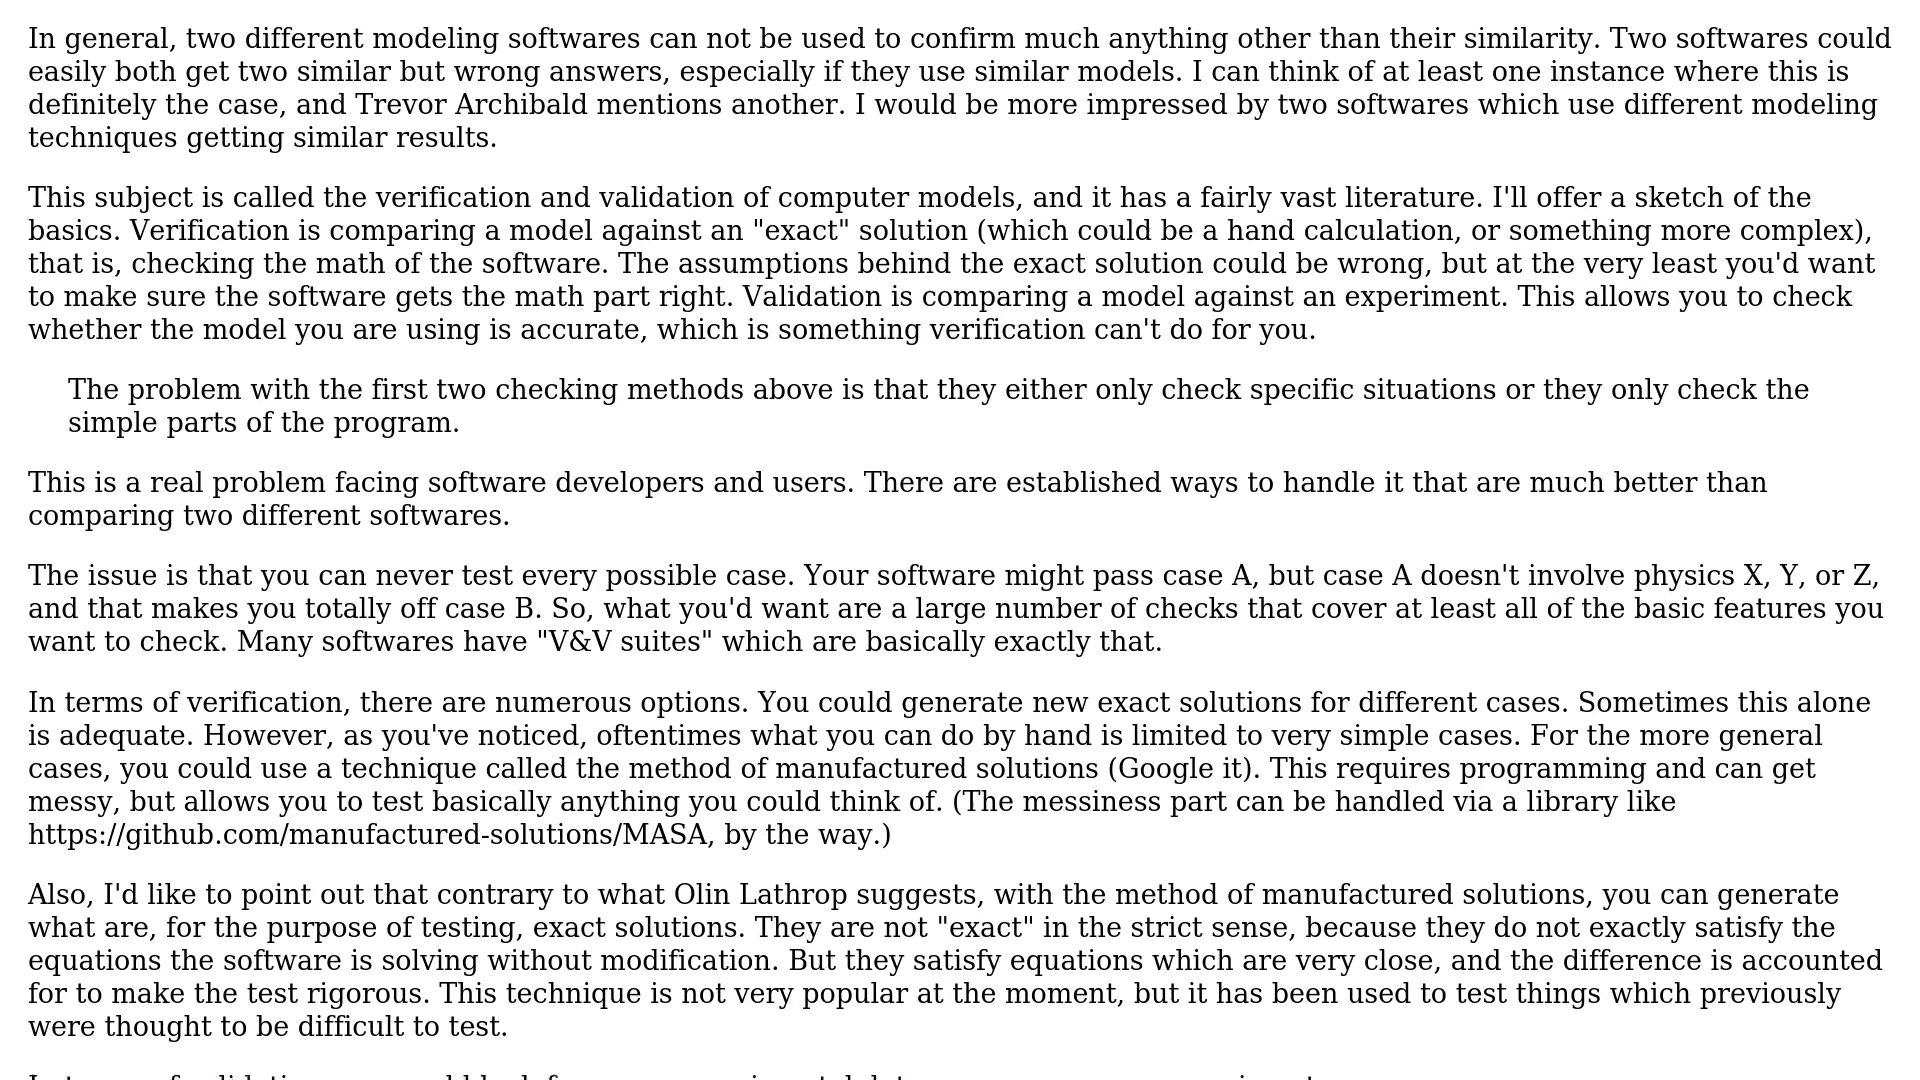 In general, two different modeling softwares can not be used to confirm much anything other than their similarity. Two softwares could
easily both get two similar but wrong answers, especially if they use similar models. I can think of at least one instance where this is
definitely the case, and Trevor Archibald mentions another. I would be more impressed by two softwares which use different modeling
techniques getting similar results.
This subject is called the verification and validation of computer models, and it has a fairly vast literature. I'll offer a sketch of the
basics. Verification is comparing a model against an "exact" solution (which could be a hand calculation, or something more complex),
that is, checking the math of the software. The assumptions behind the exact solution could be wrong, but at the very least you'd want
to make sure the software gets the math part right. Validation is comparing a model against an experiment. This allows you to check
whether the model you are using is accurate, which is something verification can't do for you.
The problem with the first two checking methods above is that they either only check specific situations or they only check the
simple parts of the program.
This is a real problem facing software developers and users. There are established ways to handle it that are much better than
comparing two different softwares.
The issue is that you can never test every possible case. Your software might pass case A, but case A doesn't involve physics X, Y, or Z,
and that makes you totally off case B. So, what you'd want are a large number of checks that cover at least all of the basic features you
want to check. Many softwares have "V&V suites" which are basically exactly that.
In terms of verification, there are numerous options. You could generate new exact solutions for different cases. Sometimes this alone
is adequate. However, as you've noticed, oftentimes what you can do by hand is limited to very simple cases. For the more general
cases, you could use a technique called the method of manufactured solutions (Google it). This requires programming and can get
messy, but allows you to test basically anything you could think of. (The messiness part can be handled via a library like
https://github.com/manufactured-solutions/MASA, by the way.)
Also, I'd like to point out that contrary to what Olin Lathrop suggests, with the method of manufactured solutions, you can generate
what are, for the purpose of testing, exact solutions. They are not "exact" in the strict sense, because they do not exactly satisfy the
equations the software is solving without modification. But they satisfy equations which are very close, and the difference is accounted
for to make the test rigorous. This technique is not very popular at the moment, but it has been used to test things which previously
were thought to be difficult to test.